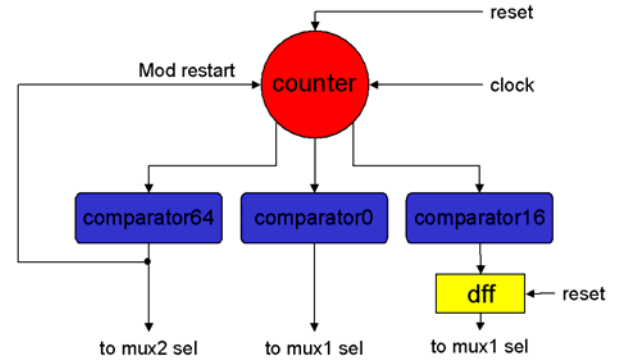 reset
Mod restart
counter
clock
comparator64
comparator0
comparator16
dff
reset
to mux2 sel
to mux1 sel
to mux1 sel